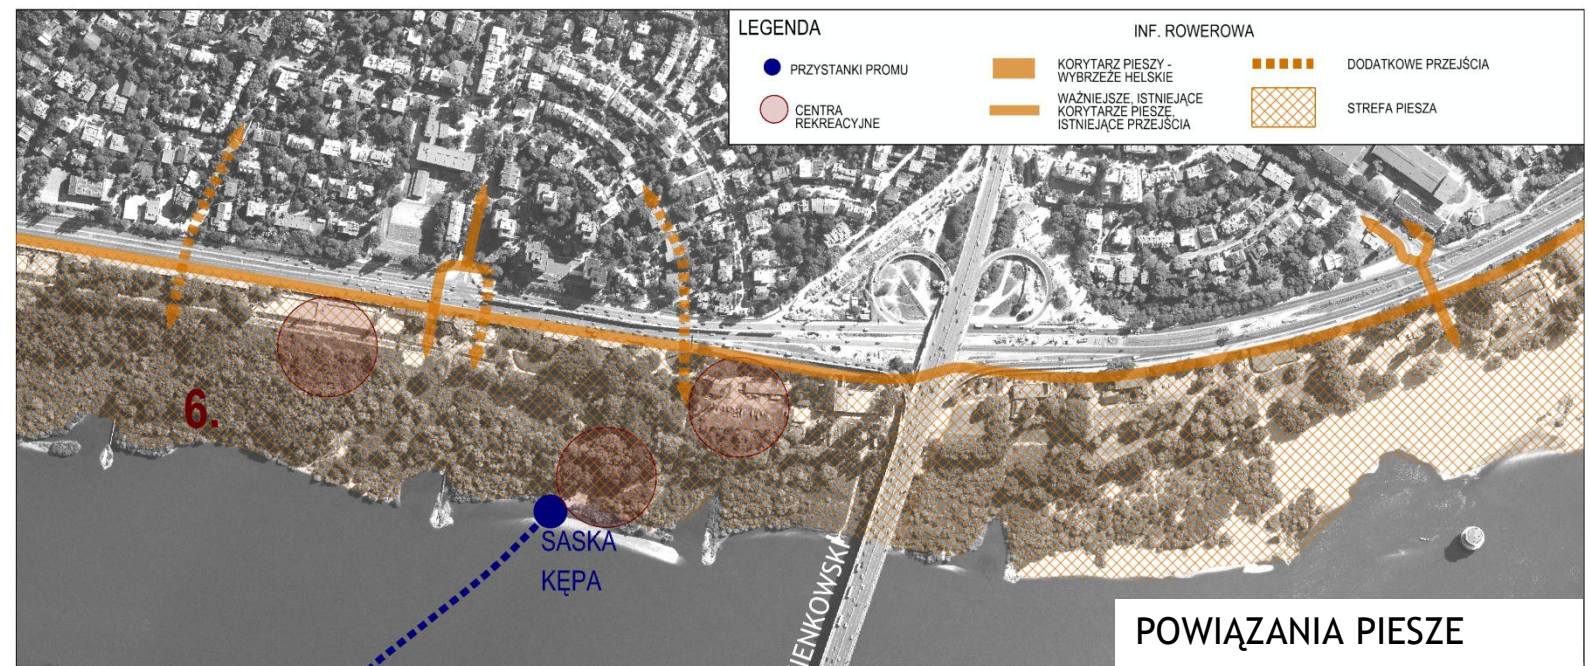 LEGENDA
INF. ROWEROWA
PRZYSTANKI PROMU
KORYTARZ PIESZY -
WYBRZEŻE HELSKIE
DODATKOWE PRZEJŚCIA
CENTRA
REKREACYJNE
WAŻNIEJSZE, ISTNIEJĄCE
KORYTARZE PIESZE,
ISTNIEJĄCE PRZEJŚCIA
STREFA PIESZA
6.
SASKA
KĘPA
IENKOWSKI
POWIĄZANIA PIESZE